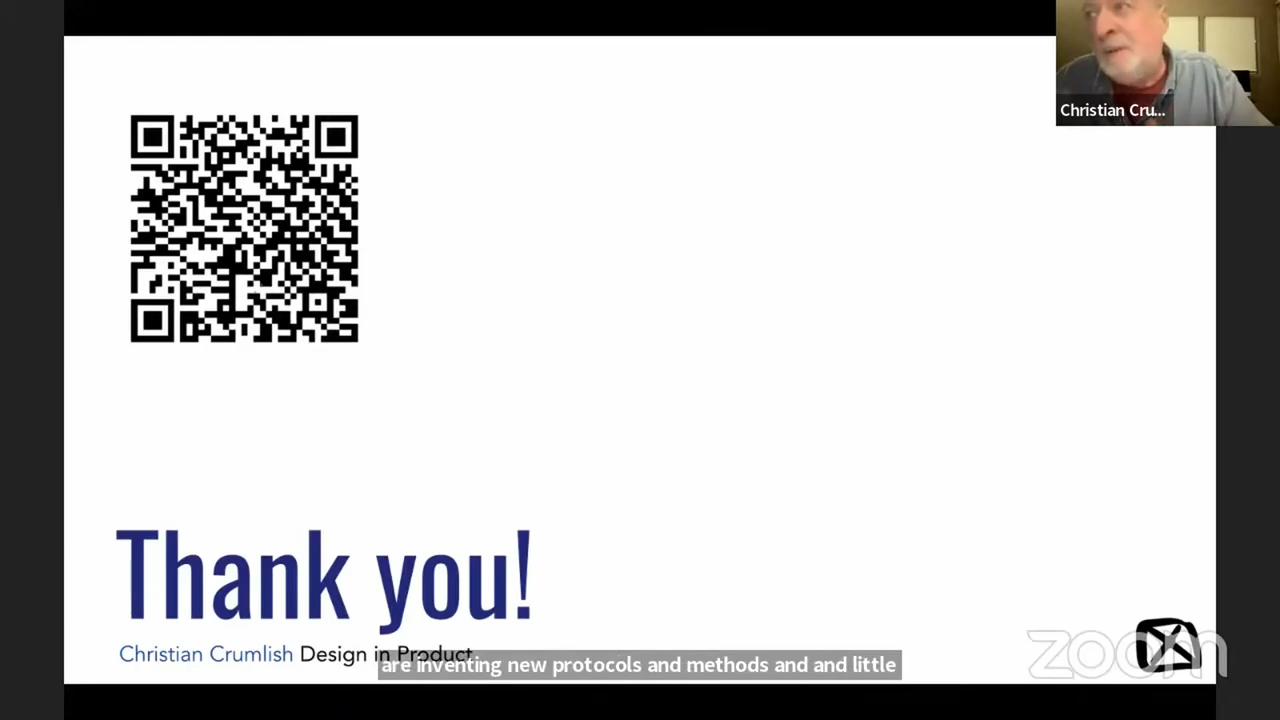 Christian Cru...
Thank you!
Christian Crumlish Design in Product
are inventing new protocols and methods and and little
zoom